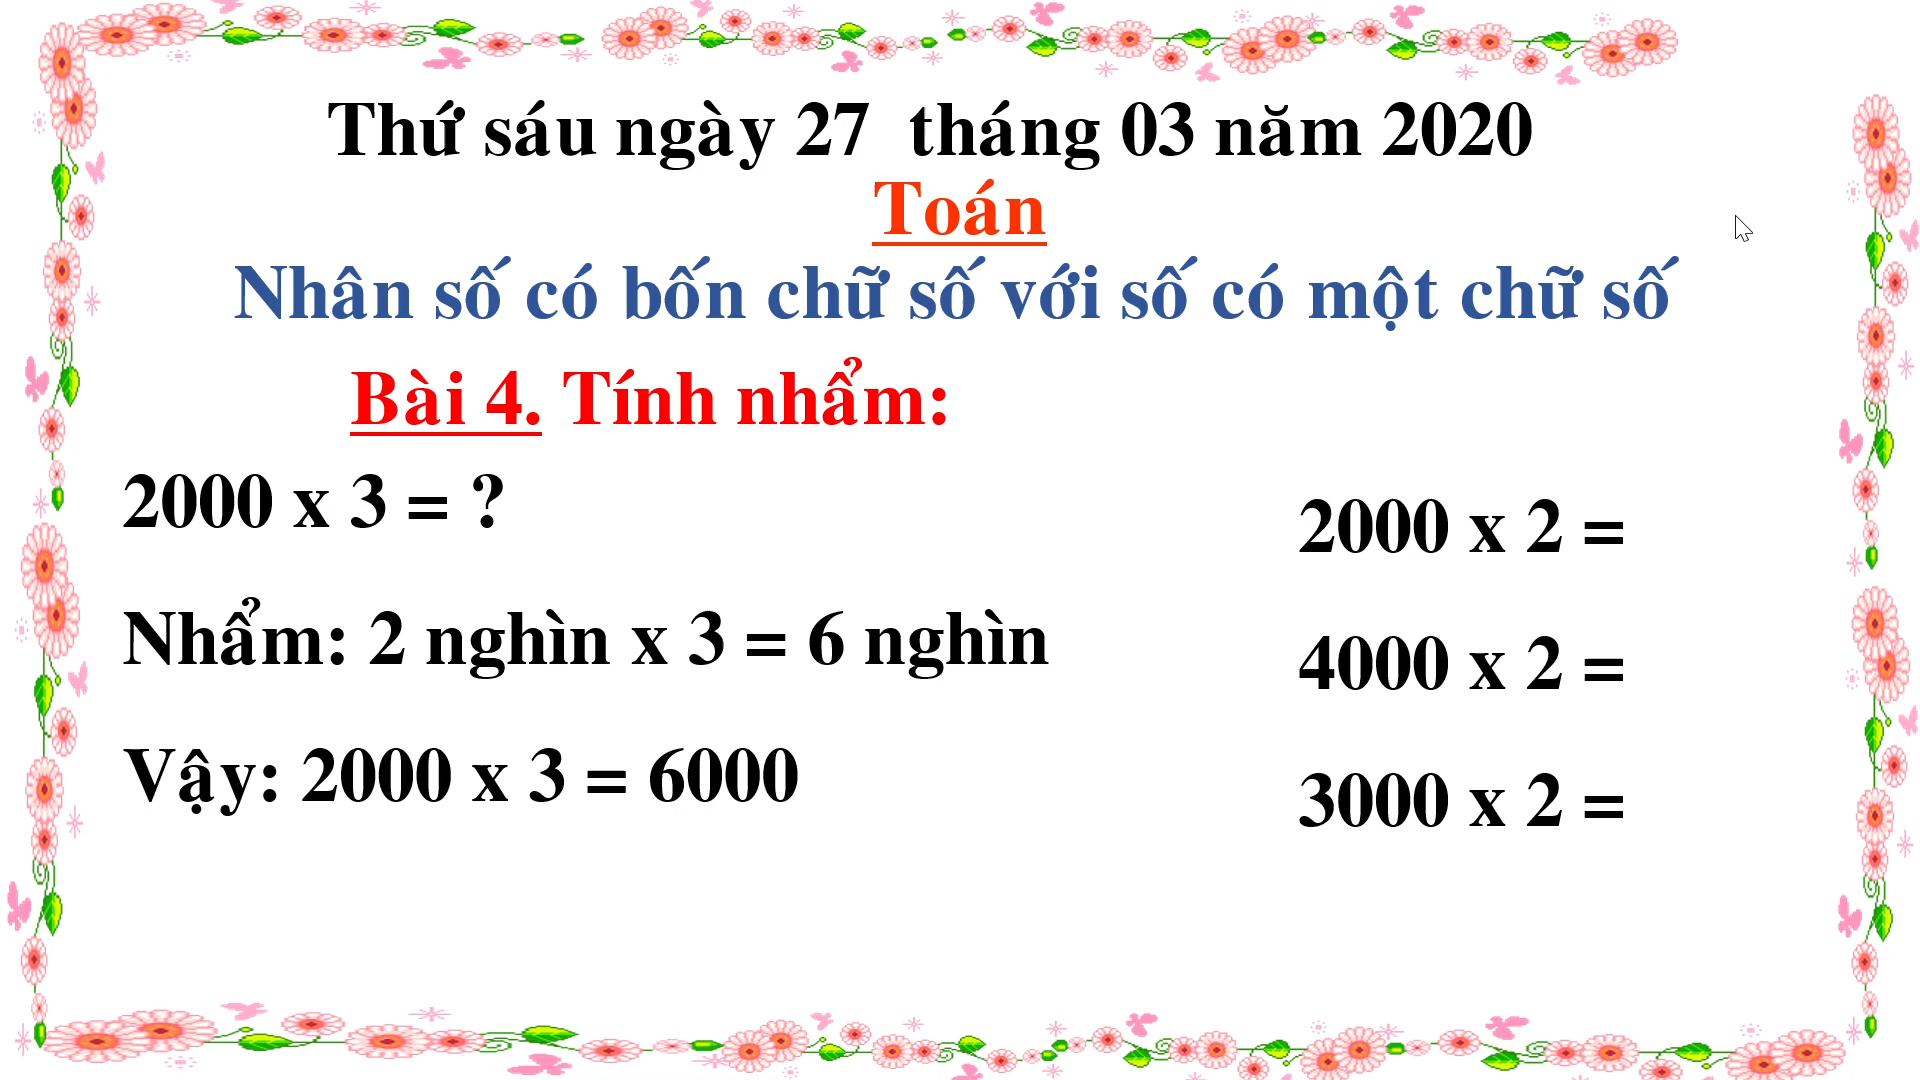 Thứ sáu ngày 27 tháng 03 năm 2020
Toán
Nhân số có bốn chữ số với số có một chữ số
Bài 4. Tính nhẩm:
2000 x 3 = ?
Nhẩm: 2 nghìn x 3 = 6 nghìn
Vậy: 2000 x 3 = 6000
2000 x 2 =
4000 x 2 =
3000 x 2 =